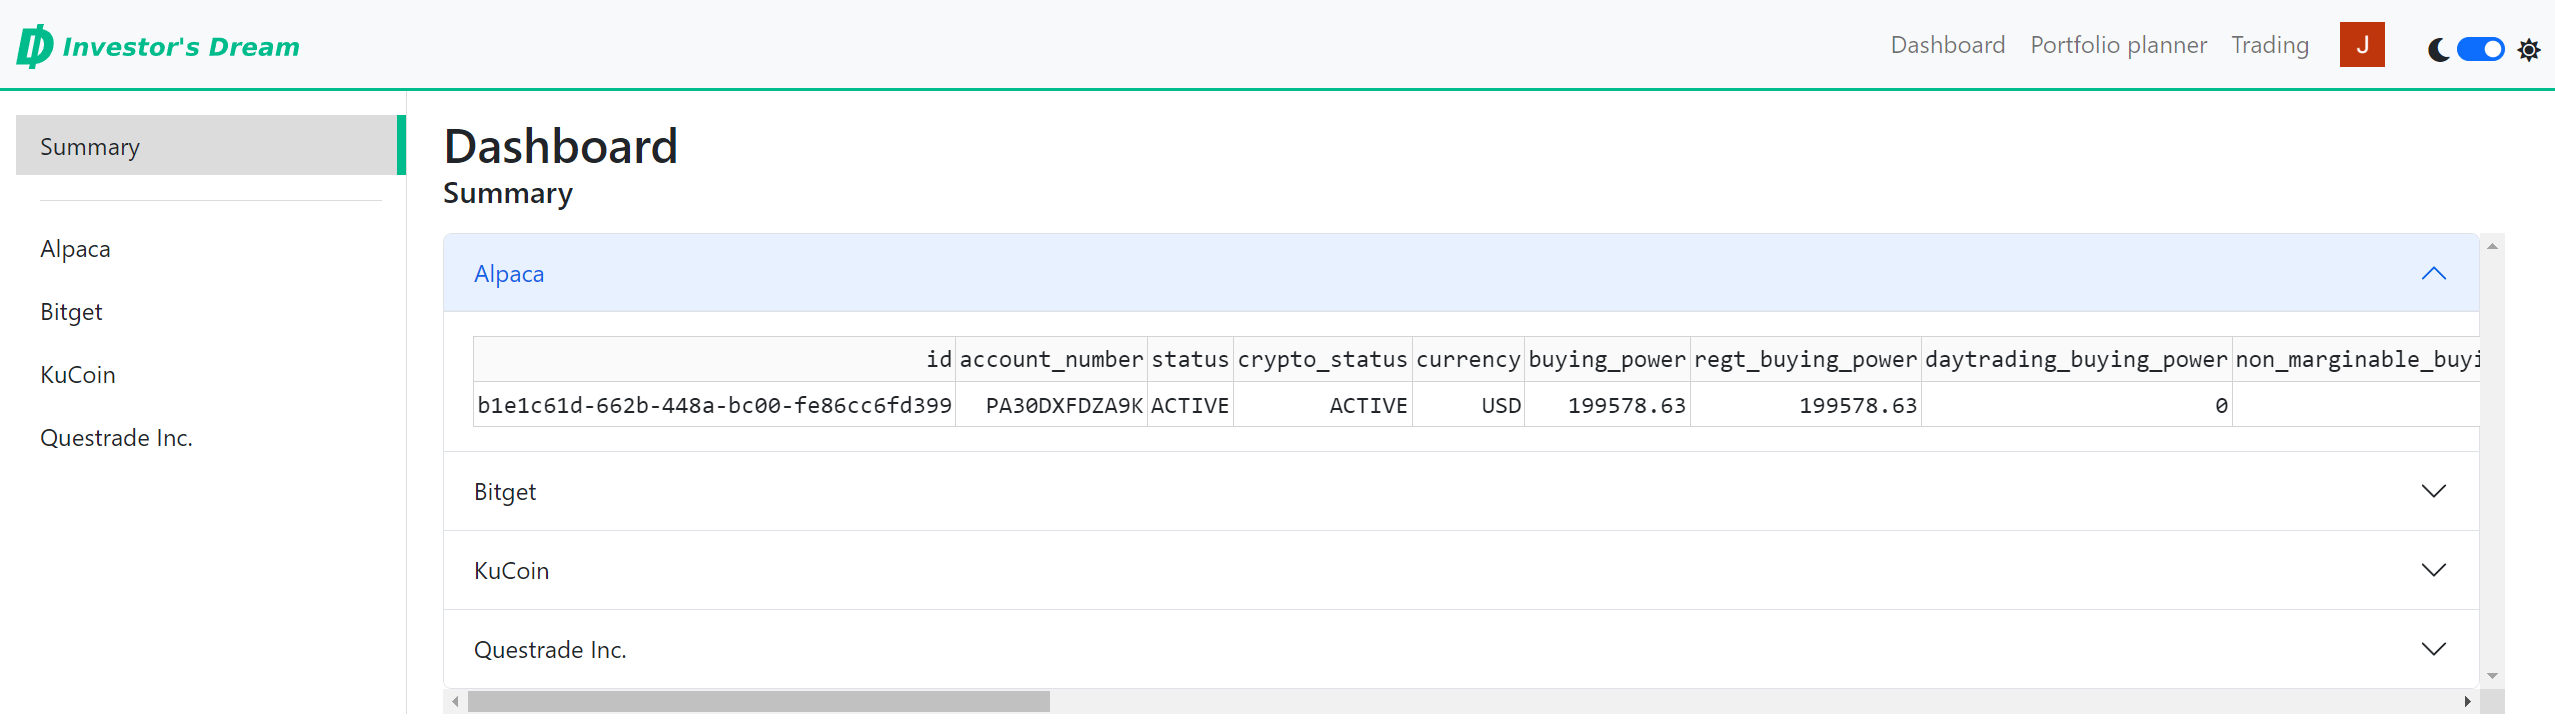 Investor's Dream
Dashboard Portfolio planner Trading J
Summary
Alpaca
Bitget
KuCoin
Questrade Inc.
Dashboard
Summary
Alpaca
id account_number status crypto_status currency buying_power regt_buying_power daytrading_buying_power non_marginable_buyi
b1e1c61d-662b-448a-bc00-fe86cc6fd399 PA30DXFDZA9K ACTIVE ACTIVE USD 199578.63 199578.63 0
Bitget
KuCoin
Questrade Inc.